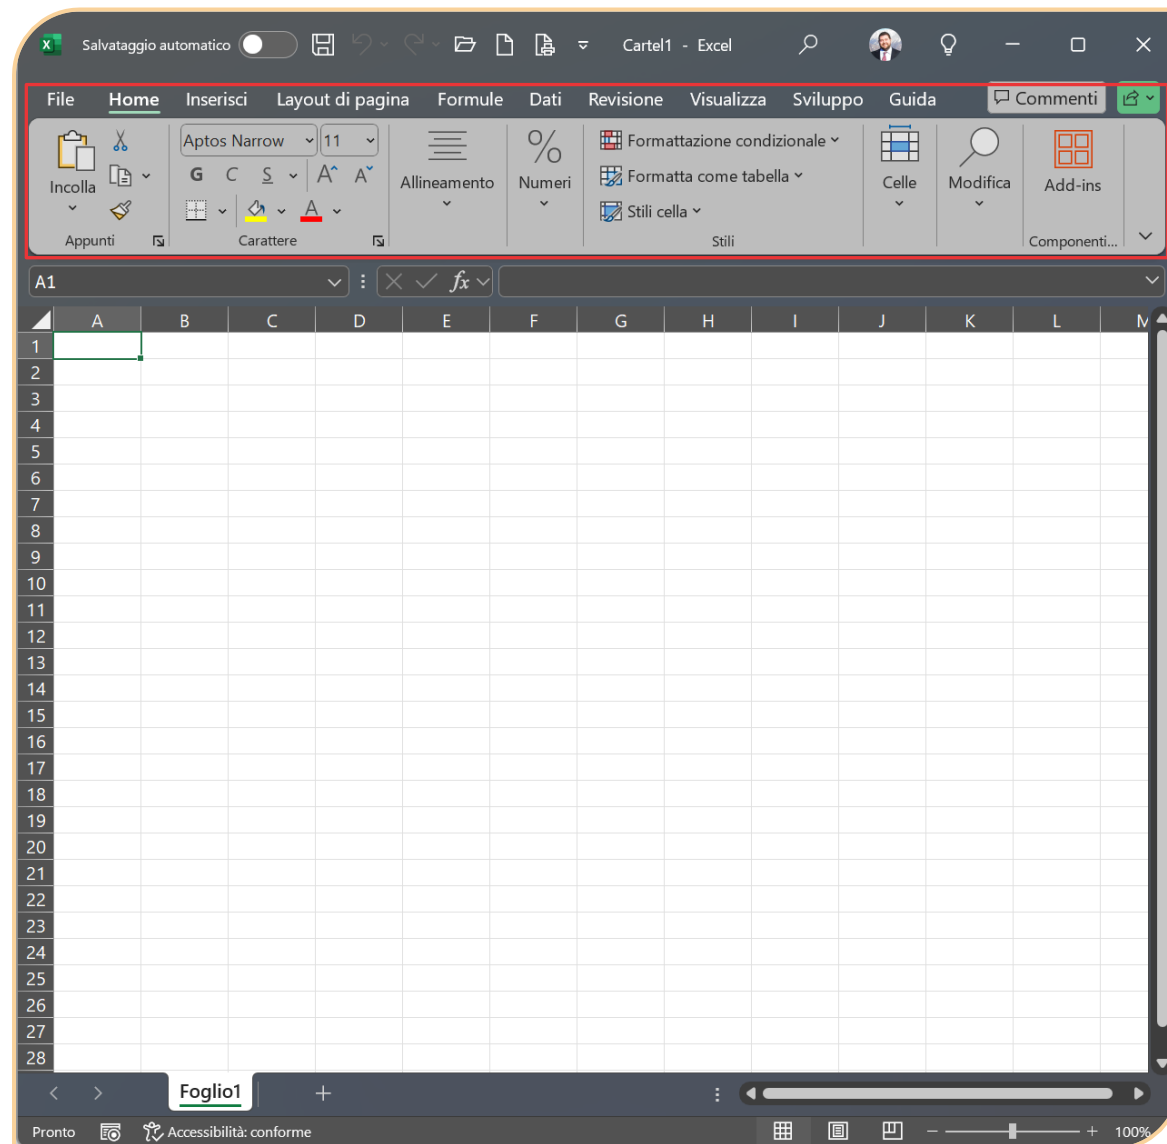 Salvataggio automatico Cartel1 - Excel
File Home Inserisci Layout di pagina Formule Dati Revisione Visualizza Sviluppo Guida Commenti
Aptos Narrow 11 Formattazione condizionale
Incolla G C S A A Allineamento Numeri Formatta come tabella Celle Modifica Add-ins
A Stili cella
Appunti Carattere Stili Componenti...
A1 fx
A B C D E F G H I J K L M
1
2
3
4
5
6
7
8
9
10
11
12
13
14
15
16
17
18
19
20
21
22
23
24
25
26
27
28
Foglio1
Pronto Accessibilità: conforme 100%